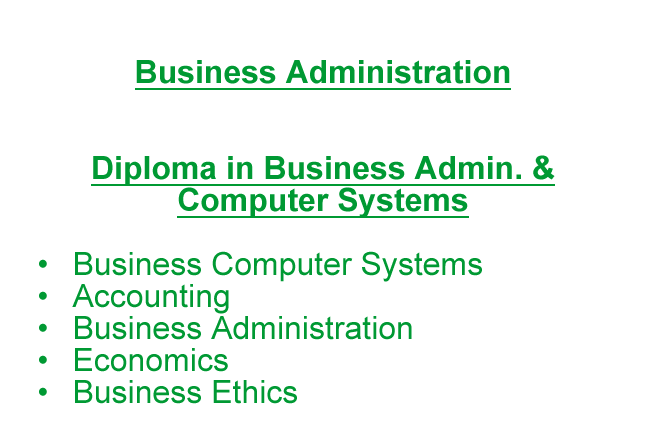 Business Administration
Diploma in Business Admin. &
Computer Systems
• Business Computer Systems
• Accounting
• Business Administration
• Economics
• Business Ethics